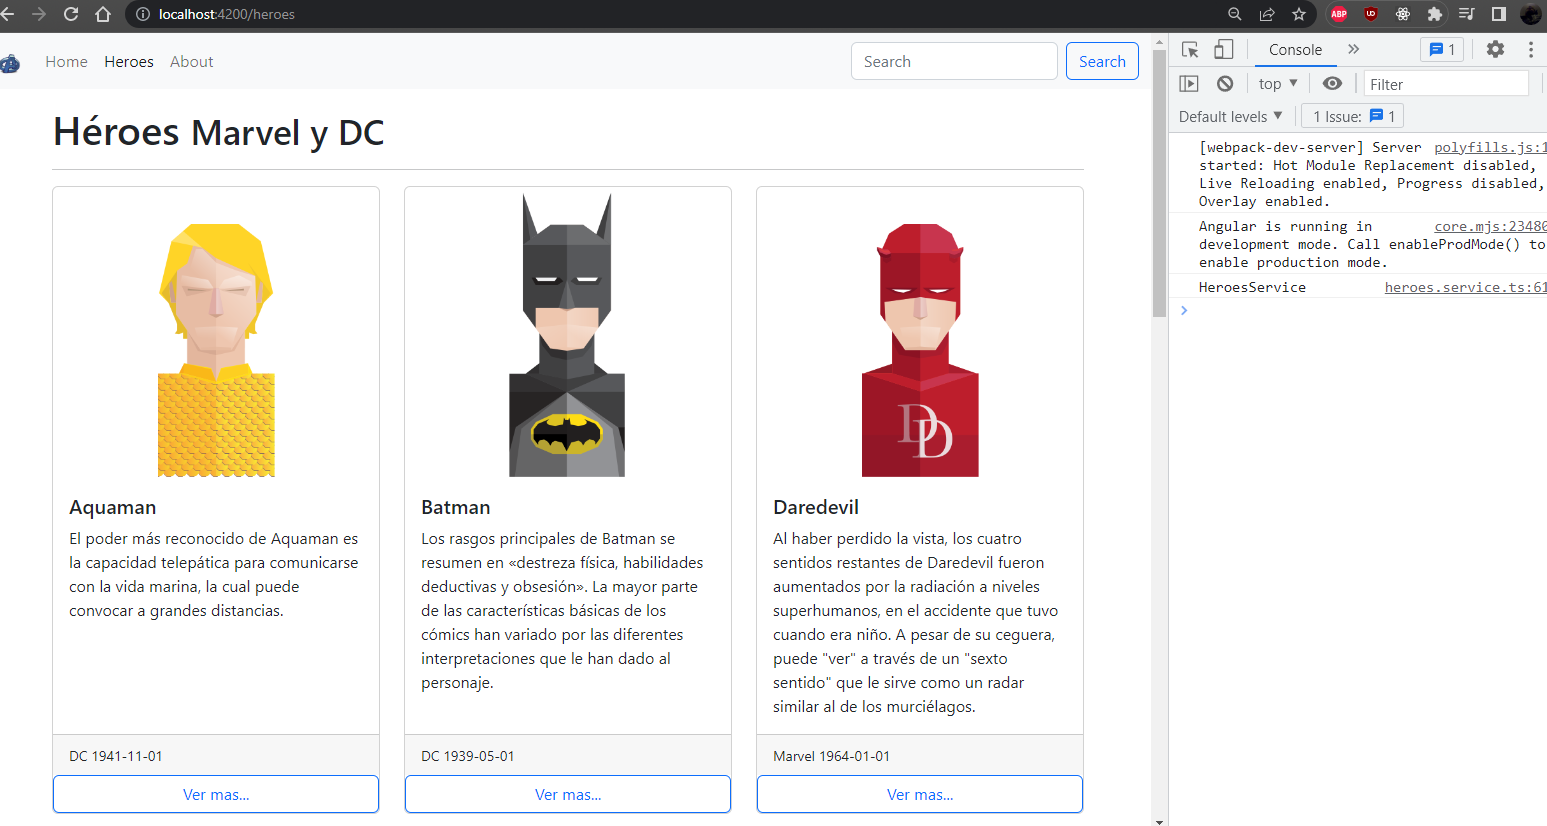 localhost:4200/heroes
ABP
UD
Home Heroes About
Search Search
Héroes Marvel y DC
DD
Aquaman
El poder más reconocido de Aquaman es
la capacidad telepática para comunicarse
con la vida marina, la cual puede
convocar a grandes distancias.
DC 1941-11-01
Ver mas...
Batman
Los rasgos principales de Batman se
resumen en «destreza física, habilidades
deductivas y obsesión». La mayor parte
de las características básicas de los
cómics han variado por las diferentes
interpretaciones que le han dado al
personaje.
DC 1939-05-01
Ver mas...
Daredevil
Al haber perdido la vista, los cuatro
sentidos restantes de Daredevil fueron
aumentados por la radiación a niveles
superhumanos, en el accidente que tuvo
cuando era niño. A pesar de su ceguera,
puede "ver" a través de un "sexto
sentido" que le sirve como un radar
similar al de los murciélagos.
Marvel 1964-01-01
Ver mas...
Console 1
top Filter
Default levels 1 Issue: 1
[webpack-dev-server] Server polyfills.js:1
started: Hot Module Replacement disabled,
Live Reloading enabled, Progress disabled,
Overlay enabled.
Angular is running in core.mjs:23480
development mode. Call enableProdMode() to
enable production mode.
HeroesService heroes.service.ts:61